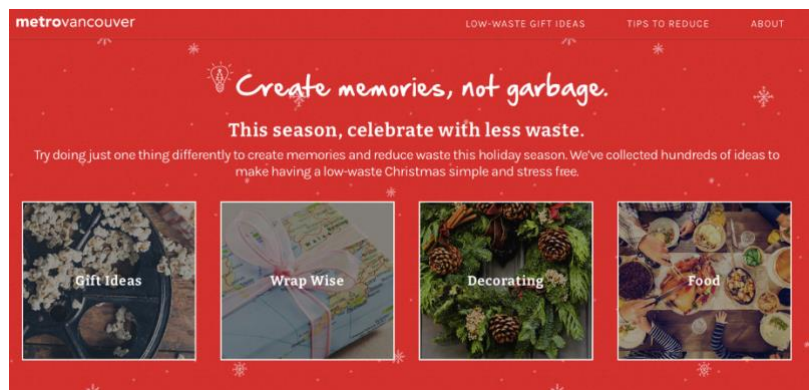 metrovancouver
LOW-WASTE GIFT IDEAS
TIPS TO REDUCE
ABOUT
Create memories, not garbage.
This season, celebrate with less waste.
Try doing just one thing differently to create memories and reduce waste this holiday season. We've collected hundreds of ideas to
make having a low-waste Christmas simple and stress free.
Gift Ideas
Wrap Wise
Decorating
Food